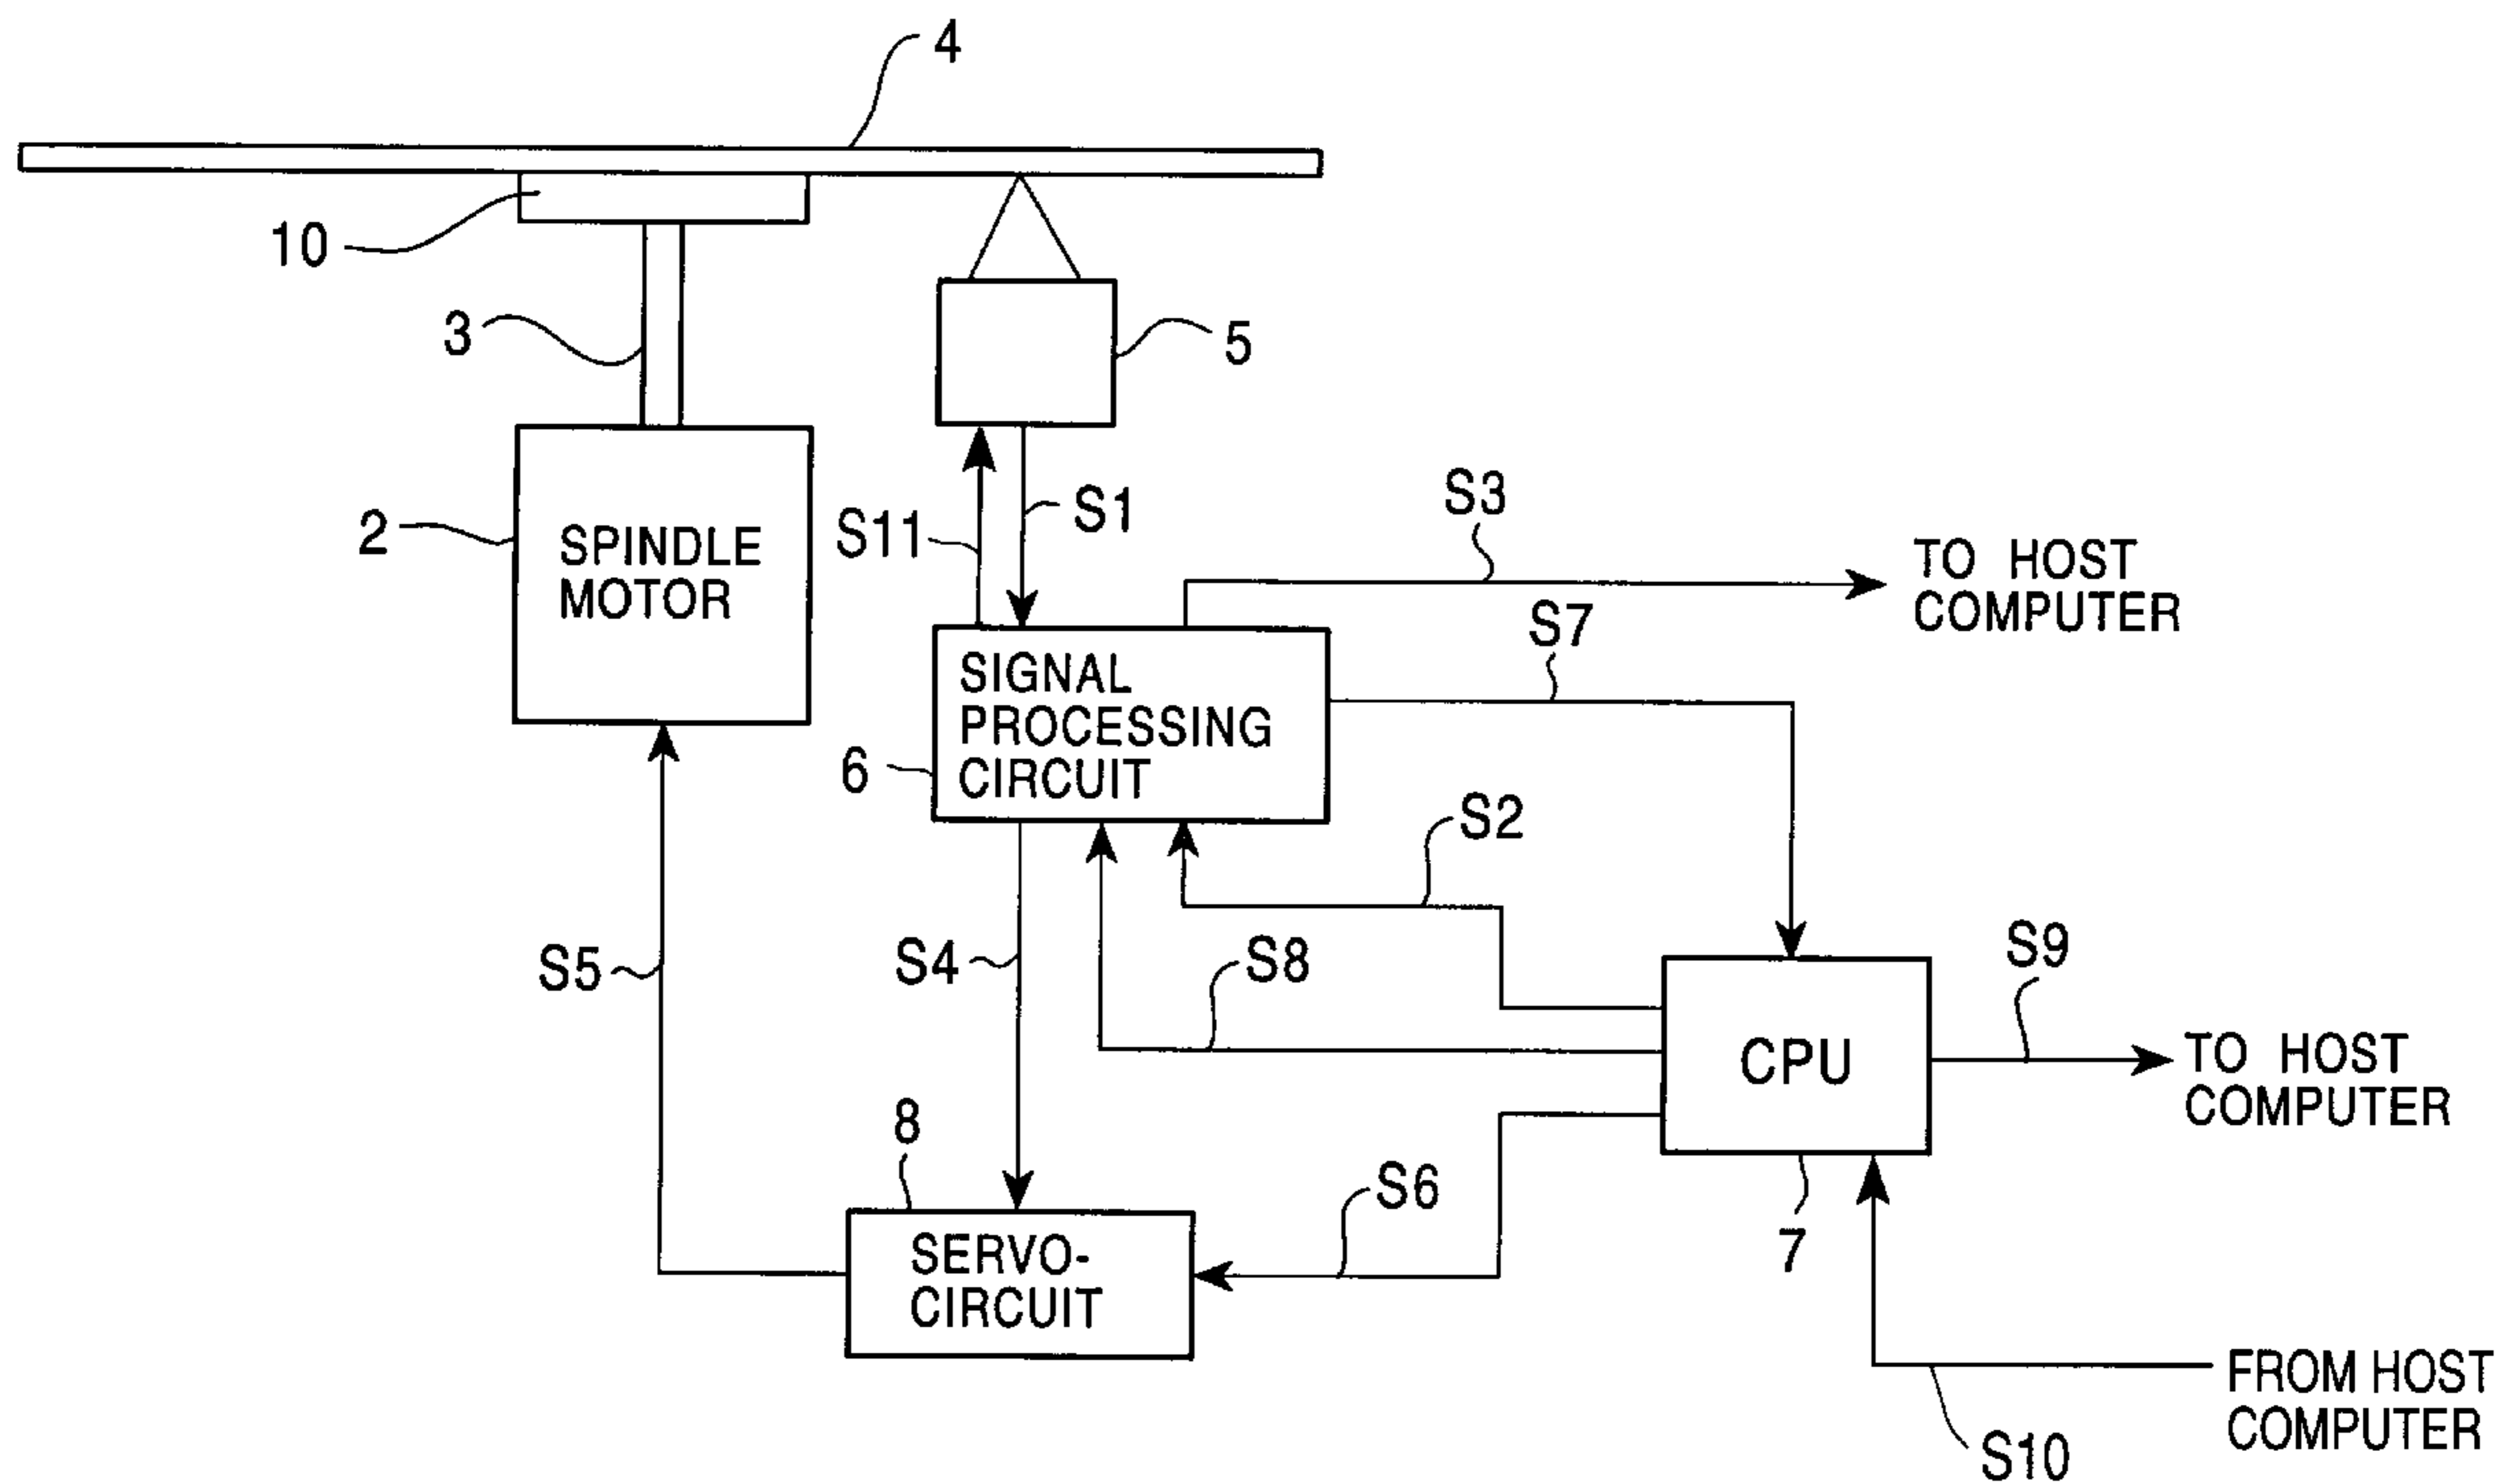 4
10
3
5
2
SPINDLE
MOTOR
S11
S1
S3
TO HOST
COMPUTER
S7
6
SIGNAL
PROCESSING
CIRCUIT
S2
S5
S4
S8
S9
CPU
TO HOST
COMPUTER
8
S6
7
SERVO-
CIRCUIT
FROM HOST
COMPUTER
S10